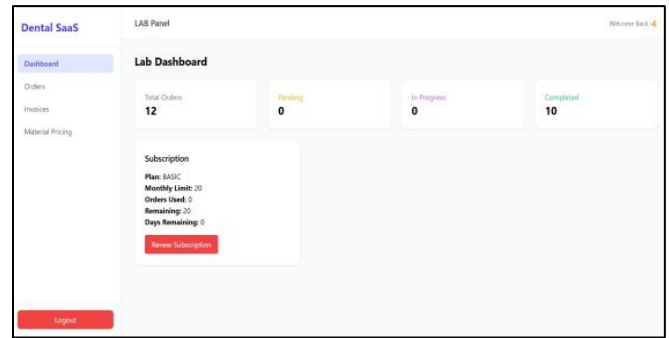 Dental SaaS
LAB Panel
Welcome Back 👋
Dashboard
Orders
Invoices
Material Pricing
Logout
Lab Dashboard
Total Orders
12
Pending
0
In Progress
0
Completed
10
Subscription
Plan: BASIC
Monthly Limit: 20
Orders Used: 0
Remaining: 20
Days Remaining: 0
Renew Subscription